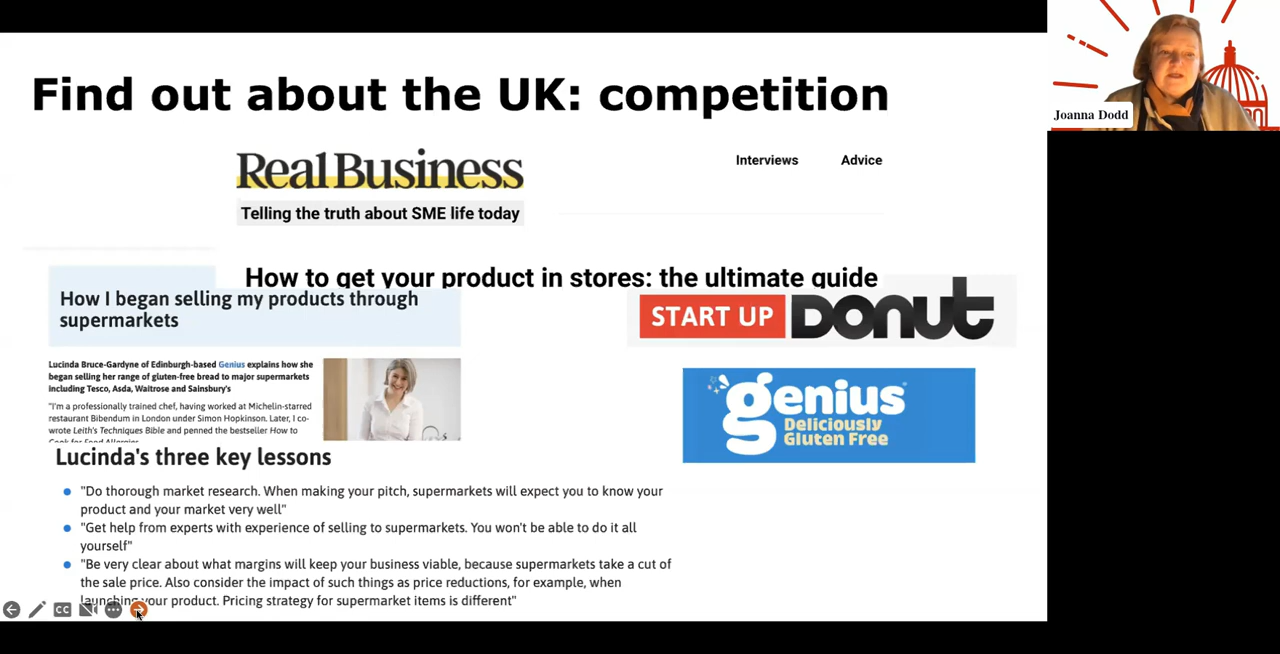 Find out about the UK: competition
Joanna Dodd
RealBusiness
Interviews
Advice
Telling the truth about SME life today
How to get your product in stores: the ultimate guide
How I began selling my products through
supermarkets
START UP DONUT
Lucinda Bruce-Gardyne of Edinburgh-based Genius explains how she
began selling her range of gluten-free bread to major supermarkets
including Tesco, Asda, Waitrose and Sainsbury's
"I'm a professionally trained chef, having worked at Michelin-starred
restaurant Bibendum in London under Simon Hopkinson. Later, I co-
wrote Leith's Techniques Bible and penned the bestseller How to
Cook for Food Allergies
genius
Deliciously
Gluten Free
Lucinda's three key lessons
"Do thorough market research. When making your pitch, supermarkets will expect you to know your
product and your market very well"
"Get help from experts with experience of selling to supermarkets. You won't be able to do it all
yourself"
"Be very clear about what margins will keep your business viable, because supermarkets take a cut of
the sale price. Also consider the impact of such things as price reductions, for example, when
launching your product. Pricing strategy for supermarket items is different"
CC